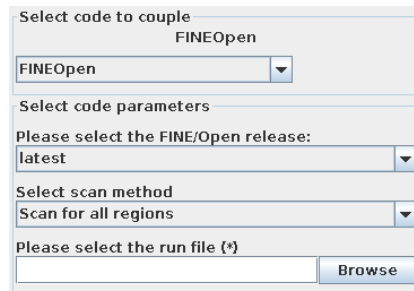 Select code to couple
FINEOpen
FINEOpen
Select code parameters
Please select the FINE/Open release:
latest
Select scan method
Scan for all regions
Please select the run file (*)
Browse